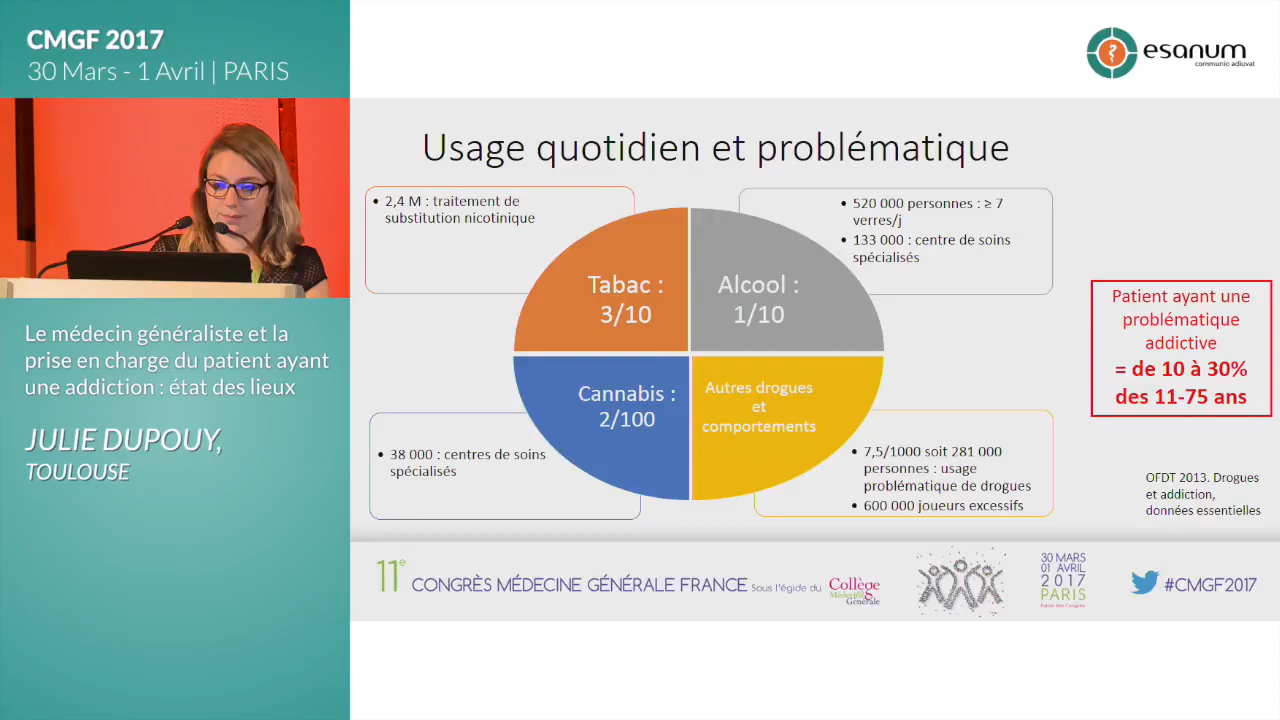 CMGF 2017
30 Mars - 1 Avril | PARIS
esanum
communio adiuvat
Usage quotidien et problématique
• 2,4 M : traitement de
substitution nicotinique
• 520 000 personnes : ≥ 7
verres/j
• 133 000 : centre de soins
spécialisés
Tabac :
3/10
Alcool :
1/10
Cannabis :
2/100
Autres drogues
et
comportements
• 38 000 : centres de soins
spécialisés
• 7,5/1000 soit 281 000
personnes : usage
problématique de drogues
• 600 000 joueurs excessifs
Patient ayant une
problématique
addictive
= de 10 à 30%
des 11-75 ans
OFDT 2013. Drogues
et addiction,
données essentielles
Le médecin généraliste et la
prise en charge du patient ayant
une addiction : état des lieux
JULIE DUPOUY,
TOULOUSE
11e CONGRÈS MÉDECINE GÉNÉRALE FRANCE Sous l'égide du
Collège
Médecine
Générale
30 MARS
01 AVRIL
2017
PARIS
Palais des Congrès
#CMGF2017